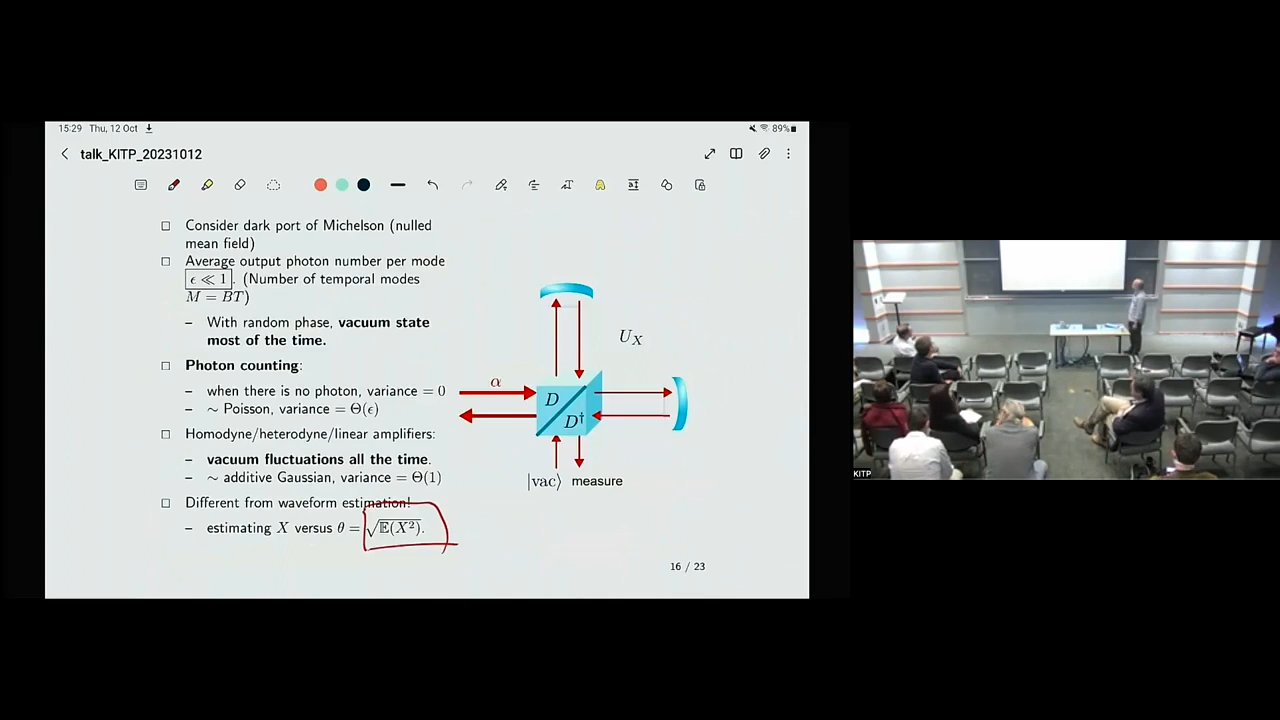 15:29 Thu, 12 Oct
89%
talk_KITP_20231012
□ Consider dark port of Michelson (nulled
mean field)
□ Average output photon number per mode
ϵ ≪ 1. (Number of temporal modes
M = BT)
– With random phase, vacuum state
most of the time.
□ Photon counting:
– when there is no photon, variance = 0
– ∼ Poisson, variance = Θ(ϵ)
□ Homodyne/heterodyne/linear amplifiers:
– vacuum fluctuations all the time.
– ∼ additive Gaussian, variance = Θ(1)
□ Different from waveform estimation!
– estimating X versus θ = √𝔼(X²).
U_X
α
D
D†
|vac⟩ measure
16 / 23
KITP